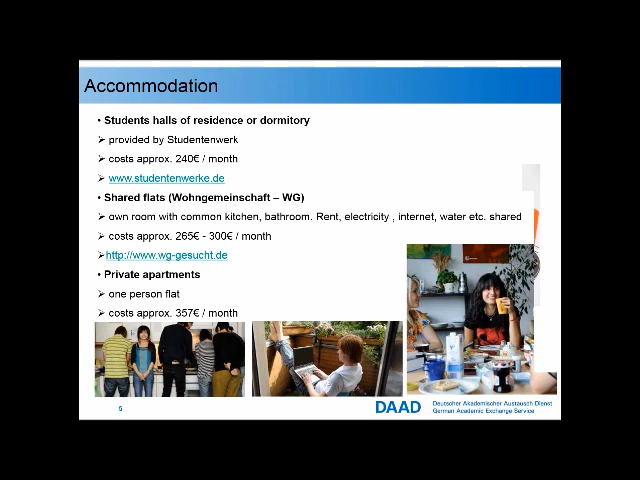 Accommodation
• Students halls of residence or dormitory
➢ provided by Studentenwerk
➢ costs approx. 240€ / month
➢ www.studentenwerke.de
• Shared flats (Wohngemeinschaft – WG)
➢ own room with common kitchen, bathroom. Rent, electricity , internet, water etc. shared
➢ costs approx. 265€ - 300€ / month
➢http://www.wg-gesucht.de
• Private apartments
➢ one person flat
➢ costs approx. 357€ / month
5
DAAD
Deutscher Akademischer Austausch Dienst
German Academic Exchange Service